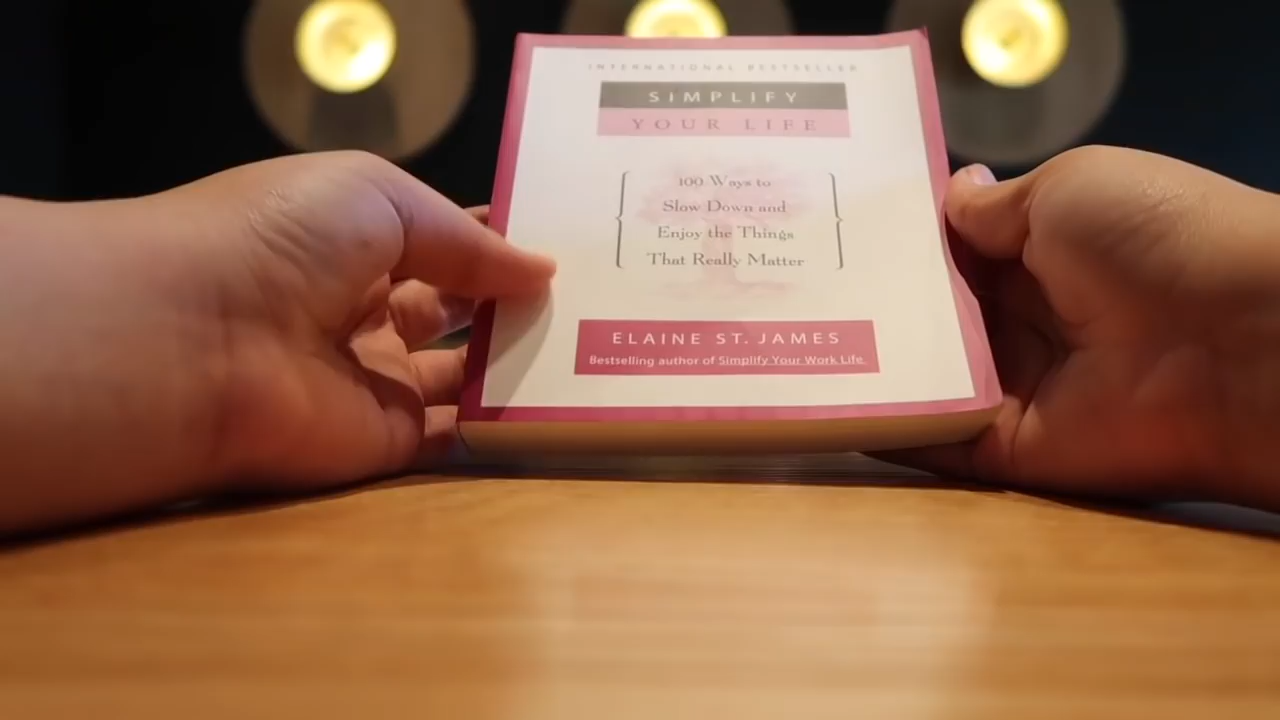 INTERNATIONAL BESTSELLER
SIMPLIFY
YOUR LIFE
100 Ways to
Slow Down and
Enjoy the Things
That Really Matter
ELAINE ST. JAMES
Bestselling author of Simplify Your Work Life